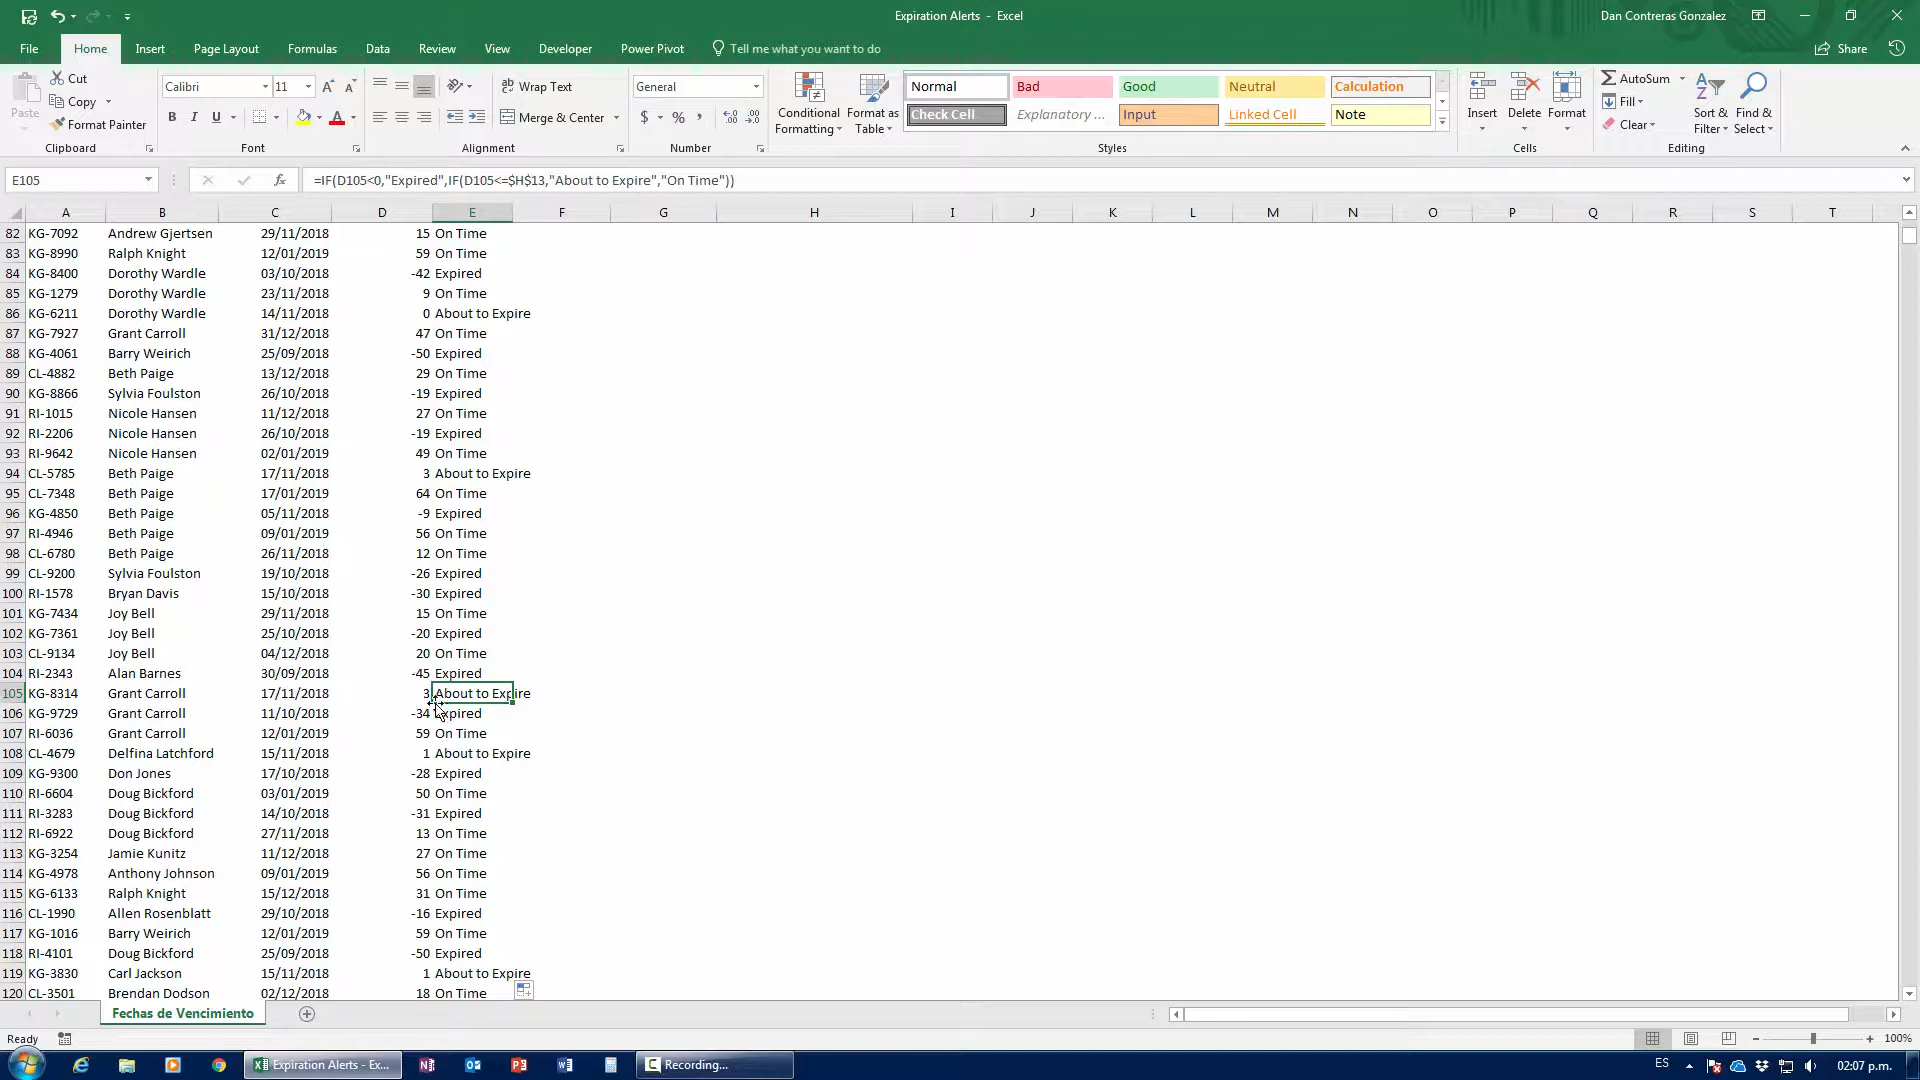 Expiration Alerts - Excel
Dan Contreras Gonzalez
File Home Insert Page Layout Formulas Data Review View Developer Power Pivot Tell me what you want to do Share
Paste Cut Copy Format Painter
Clipboard
Calibri 11
B I U
Font
Wrap Text
Merge & Center
Alignment
General
$ % ,
Number
Conditional Formatting Format as Table
Normal Bad Good Neutral Calculation
Check Cell Explanatory ... Input Linked Cell Note
Styles
Insert Delete Format
Cells
AutoSum Fill Clear Sort & Filter Find & Select
Editing
E105 fx =IF(D105<0,"Expired",IF(D105<=$H$13,"About to Expire","On Time"))
A B C D E F G H I J K L M N O P Q R S T
82 KG-7092 Andrew Gjertsen 29/11/2018 15 On Time
83 KG-8990 Ralph Knight 12/01/2019 59 On Time
84 KG-8400 Dorothy Wardle 03/10/2018 -42 Expired
85 KG-1279 Dorothy Wardle 23/11/2018 9 On Time
86 KG-6211 Dorothy Wardle 14/11/2018 0 About to Expire
87 KG-7927 Grant Carroll 31/12/2018 47 On Time
88 KG-4061 Barry Weirich 25/09/2018 -50 Expired
89 CL-4882 Beth Paige 13/12/2018 29 On Time
90 KG-8866 Sylvia Foulston 26/10/2018 -19 Expired
91 RI-1015 Nicole Hansen 11/12/2018 27 On Time
92 RI-2206 Nicole Hansen 26/10/2018 -19 Expired
93 RI-9642 Nicole Hansen 02/01/2019 49 On Time
94 CL-5785 Beth Paige 17/11/2018 3 About to Expire
95 CL-7348 Beth Paige 17/01/2019 64 On Time
96 KG-4850 Beth Paige 05/11/2018 -9 Expired
97 RI-4946 Beth Paige 09/01/2019 56 On Time
98 CL-6780 Beth Paige 26/11/2018 12 On Time
99 CL-9200 Sylvia Foulston 19/10/2018 -26 Expired
100 RI-1578 Bryan Davis 15/10/2018 -30 Expired
101 KG-7434 Joy Bell 29/11/2018 15 On Time
102 KG-7361 Joy Bell 25/10/2018 -20 Expired
103 CL-9134 Joy Bell 04/12/2018 20 On Time
104 RI-2343 Alan Barnes 30/09/2018 -45 Expired
105 KG-8314 Grant Carroll 17/11/2018 3 About to Expire
106 KG-9729 Grant Carroll 11/10/2018 -34 Expired
107 RI-6036 Grant Carroll 12/01/2019 59 On Time
108 CL-4679 Delfina Latchford 15/11/2018 1 About to Expire
109 KG-9300 Don Jones 17/10/2018 -28 Expired
110 RI-6604 Doug Bickford 03/01/2019 50 On Time
111 RI-3283 Doug Bickford 14/10/2018 -31 Expired
112 RI-6922 Doug Bickford 27/11/2018 13 On Time
113 KG-3254 Jamie Kunitz 11/12/2018 27 On Time
114 KG-4978 Anthony Johnson 09/01/2019 56 On Time
115 KG-6133 Ralph Knight 15/12/2018 31 On Time
116 CL-1990 Allen Rosenblatt 29/10/2018 -16 Expired
117 KG-1016 Barry Weirich 12/01/2019 59 On Time
118 RI-4101 Doug Bickford 25/09/2018 -50 Expired
119 KG-3830 Carl Jackson 15/11/2018 1 About to Expire
120 CL-3501 Brendan Dodson 02/12/2018 18 On Time
Fechas de Vencimiento
Ready 100%
Expiration Alerts - Ex... Recording... ES 02:07 p.m.